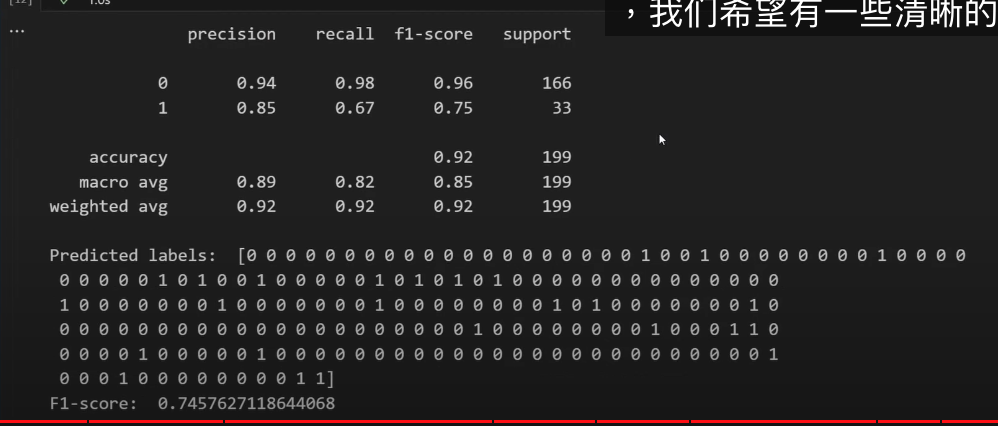 [12] ✓ 1.0s
，我们希望有一些清晰的
...
precision recall f1-score support
0 0.94 0.98 0.96 166
1 0.85 0.67 0.75 33
accuracy 0.92 199
macro avg 0.89 0.82 0.85 199
weighted avg 0.92 0.92 0.92 199
Predicted labels: [0 0 0 0 0 0 0 0 0 0 0 0 0 0 0 0 0 0 0 0 1 0 0 1 0 0 0 0 0 0 0 0 1 0 0 0 0
0 0 0 0 0 1 0 1 0 0 1 0 0 0 0 0 1 0 1 0 1 0 1 0 0 0 0 0 0 0 0 0 0 0 0 0 0
1 0 0 0 0 0 0 0 1 0 0 0 0 0 0 0 1 0 0 0 0 0 0 0 0 1 0 1 0 0 0 0 0 0 0 1 0
0 0 0 0 0 0 0 0 0 0 0 0 0 0 0 0 0 0 0 0 0 1 0 0 0 0 0 0 0 0 1 0 0 0 1 1 0
0 0 0 0 1 0 0 0 0 0 1 0 0 0 0 0 0 0 0 0 0 0 0 0 0 0 0 0 0 0 0 0 0 0 0 0 1
0 0 0 1 0 0 0 0 0 0 0 0 1 1]
F1-score: 0.7457627118644068